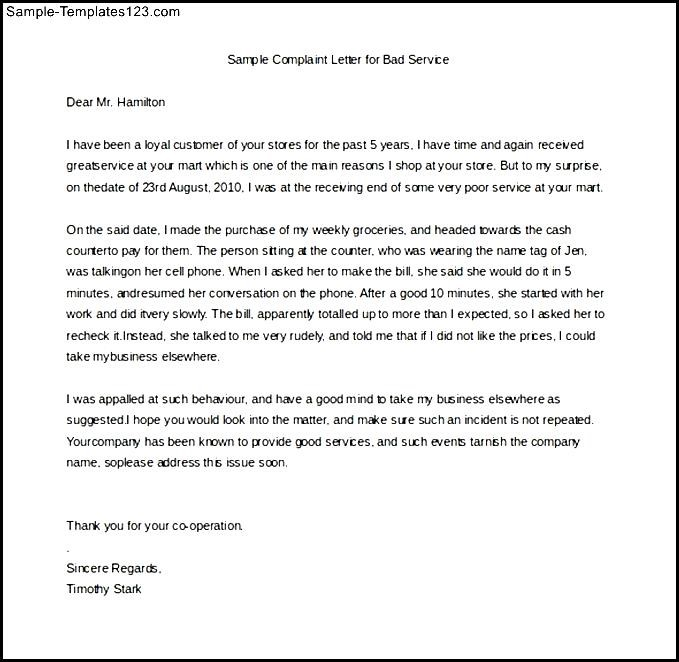 Sample-Templates123.com
Sample Complaint Letter for Bad Service
Dear Mr. Hamilton
I have been a loyal customer of your stores for the past 5 years, I have time and again received
greatservice at your mart which is one of the main reasons I shop at your store. But to my surprise,
on thedate of 23rd August, 2010, I was at the receiving end of some very poor service at your mart.
On the said date, I made the purchase of my weekly groceries, and headed towards the cash
counterto pay for them. The person sitting at the counter, who was wearing the name tag of Jen,
was talkingon her cell phone. When I asked her to make the bill, she said she would do it in 5
minutes, andresumed her conversation on the phone. After a good 10 minutes, she started with her
work and did itvery slowly. The bill, apparently totalled up to more than I expected, so I asked her to
recheck it.Instead, she talked to me very rudely, and told me that if I did not like the prices, I could
take mybusiness elsewhere.
I was appalled at such behaviour, and have a good mind to take my business elsewhere as
suggested.I hope you would look into the matter, and make sure such an incident is not repeated.
Yourcompany has been known to provide good services, and such events tarnish the company
name, soplease address this issue soon.
Thank you for your co-operation.
.
Sincere Regards,
Timothy Stark